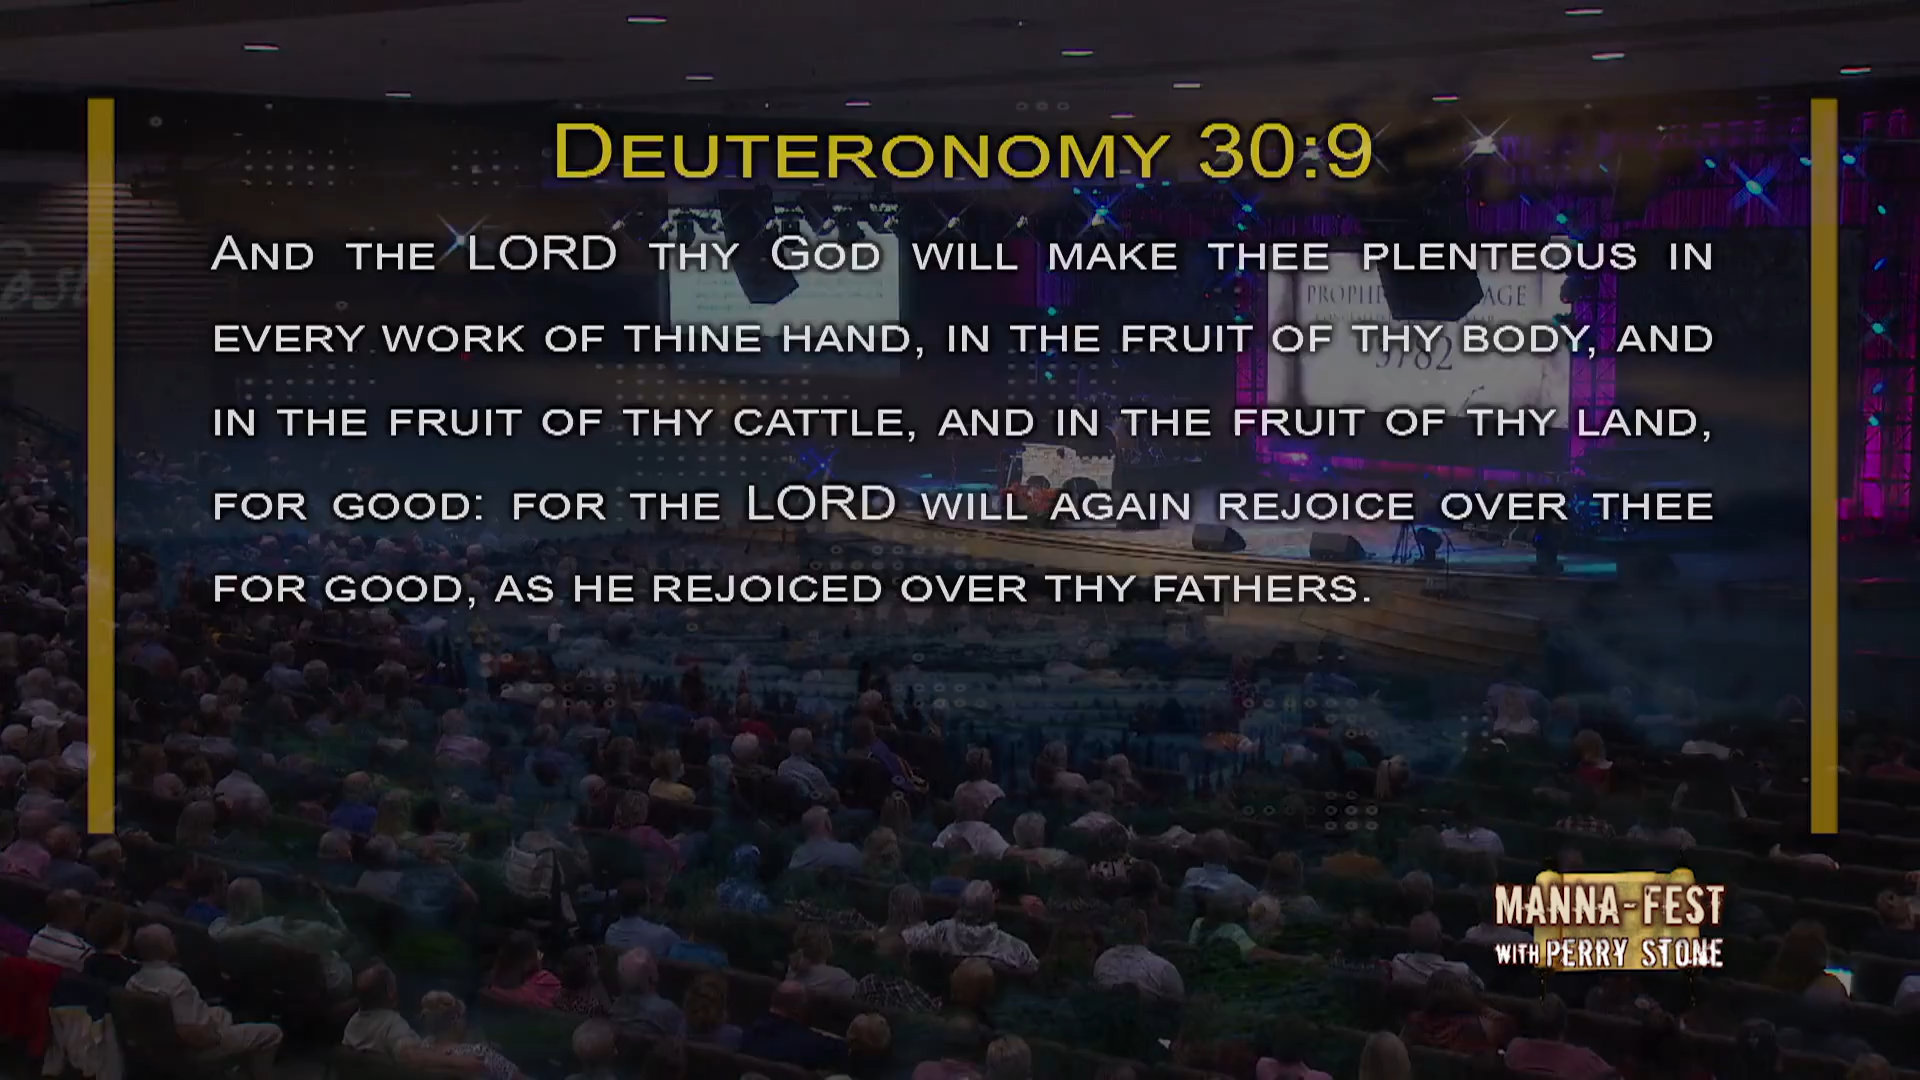 DEUTERONOMY 30:9
AND THE LORD THY GOD WILL MAKE THEE PLENTEOUS IN
EVERY WORK OF THINE HAND, IN THE FRUIT OF THY BODY, AND
IN THE FRUIT OF THY CATTLE, AND IN THE FRUIT OF THY LAND,
FOR GOOD: FOR THE LORD WILL AGAIN REJOICE OVER THEE
FOR GOOD, AS HE REJOICED OVER THY FATHERS.
5782
MANNA-FEST
WITH PERRY STONE